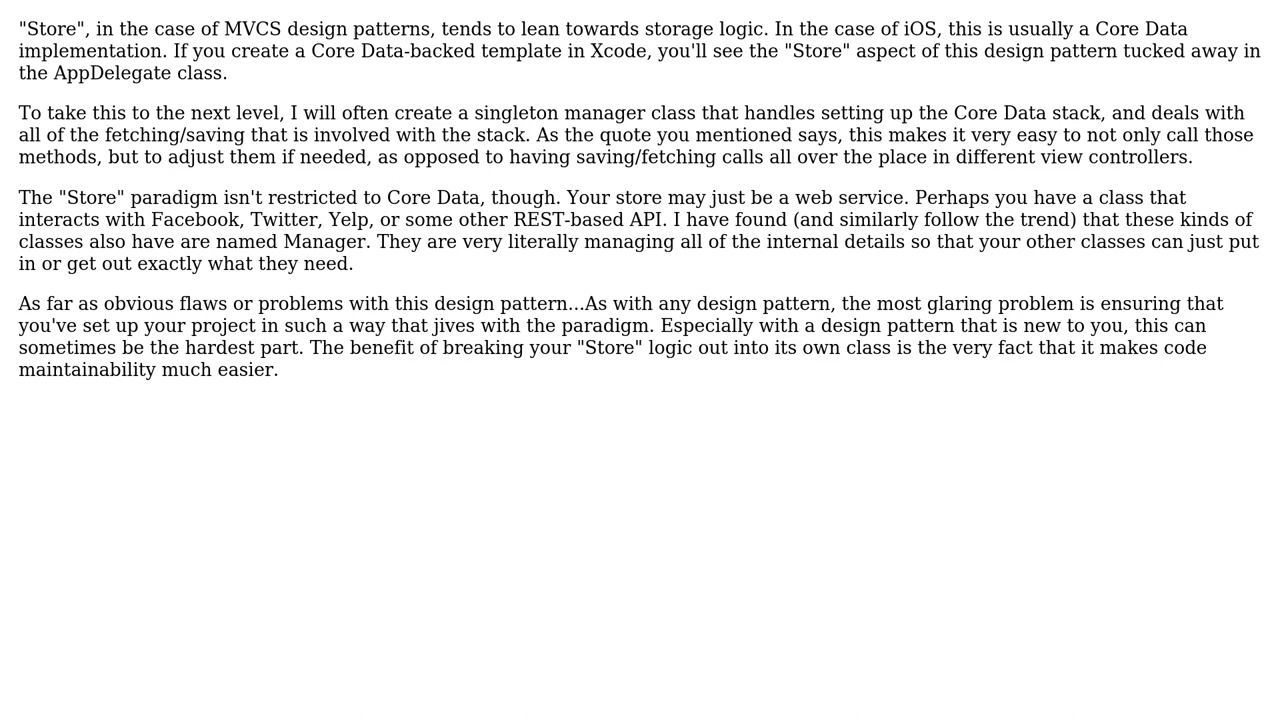 "Store", in the case of MVCS design patterns, tends to lean towards storage logic. In the case of iOS, this is usually a Core Data
implementation. If you create a Core Data-backed template in Xcode, you'll see the "Store" aspect of this design pattern tucked away in
the AppDelegate class.
To take this to the next level, I will often create a singleton manager class that handles setting up the Core Data stack, and deals with
all of the fetching/saving that is involved with the stack. As the quote you mentioned says, this makes it very easy to not only call those
methods, but to adjust them if needed, as opposed to having saving/fetching calls all over the place in different view controllers.
The "Store" paradigm isn't restricted to Core Data, though. Your store may just be a web service. Perhaps you have a class that
interacts with Facebook, Twitter, Yelp, or some other REST-based API. I have found (and similarly follow the trend) that these kinds of
classes also have are named Manager. They are very literally managing all of the internal details so that your other classes can just put
in or get out exactly what they need.
As far as obvious flaws or problems with this design pattern...As with any design pattern, the most glaring problem is ensuring that
you've set up your project in such a way that jives with the paradigm. Especially with a design pattern that is new to you, this can
sometimes be the hardest part. The benefit of breaking your "Store" logic out into its own class is the very fact that it makes code
maintainability much easier.